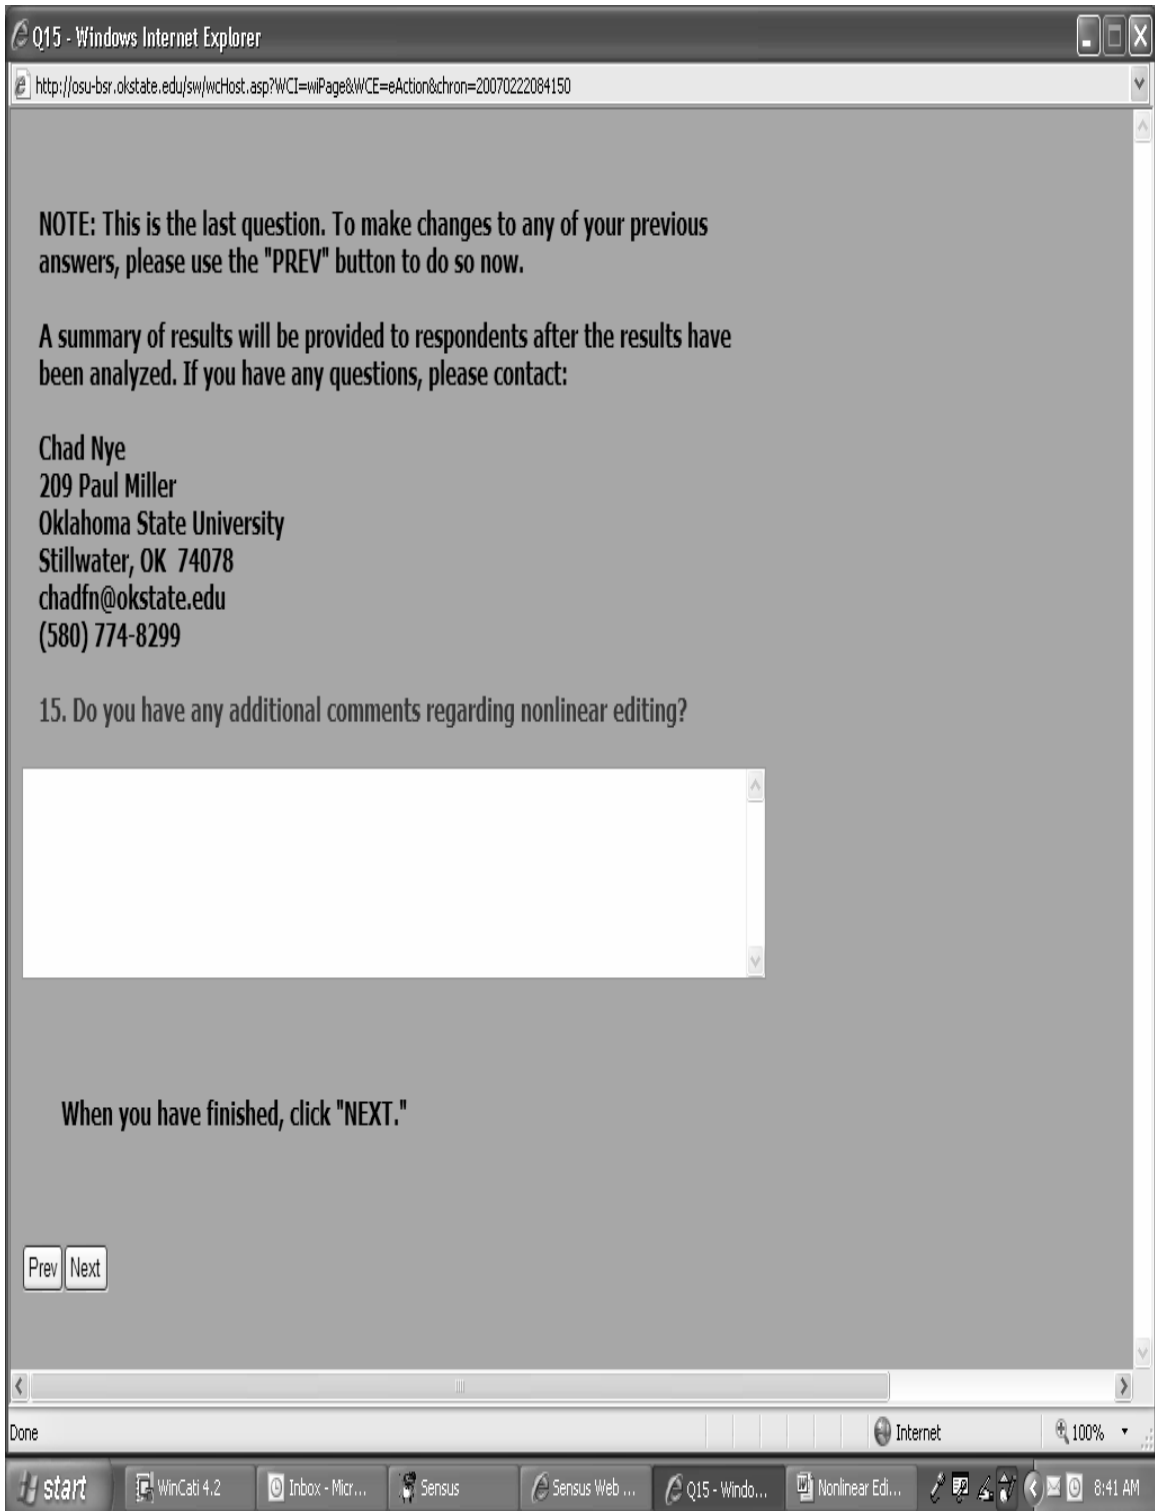 Q15 - Windows Internet Explorer
http://osu-bsr.okstate.edu/sw/wcHost.asp?WCI=wiPage&WCE=eAction&chron=20070222084150
NOTE: This is the last question. To make changes to any of your previous
answers, please use the "PREV" button to do so now.
A summary of results will be provided to respondents after the results have
been analyzed. If you have any questions, please contact:
Chad Nye
209 Paul Miller
Oklahoma State University
Stillwater, OK 74078
chadfn@okstate.edu
(580) 774-8299
15. Do you have any additional comments regarding nonlinear editing?
When you have finished, click "NEXT."
Prev Next
Done Internet 100%
start WinCati 4.2 Inbox - Micr... Sensus Sensus Web ... Q15 - Windo... Nonlinear Edi... 8:41 AM